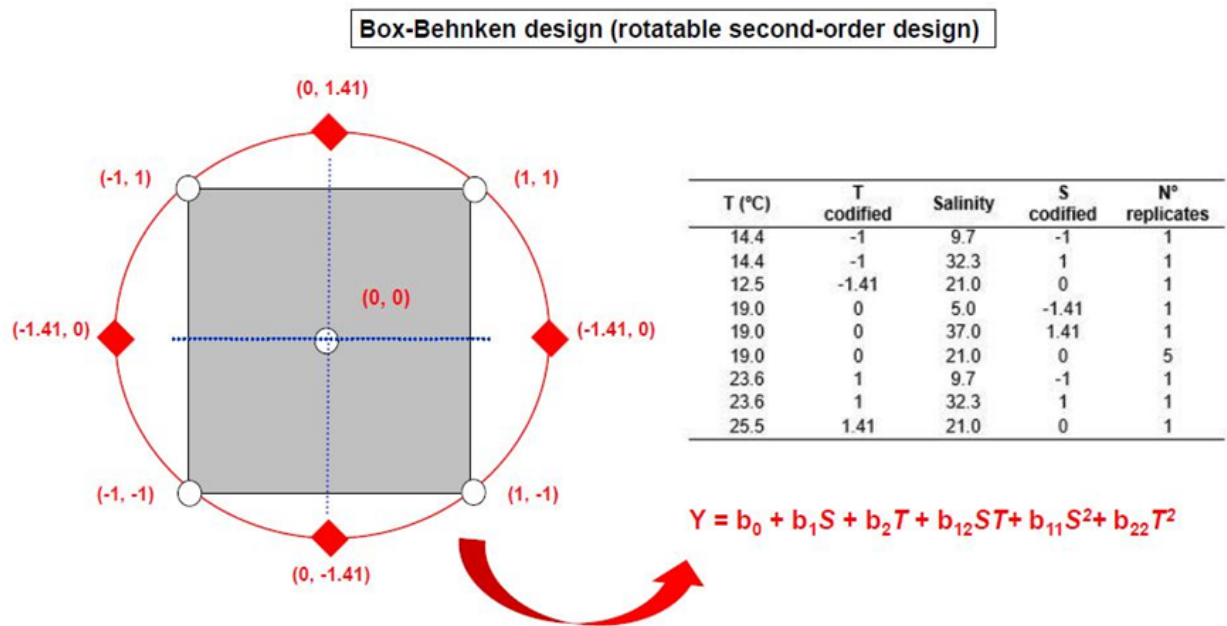 Box-Behnken design (rotatable second-order design)
(0, 1.41)
(-1, 1)
(1, 1)
(0, 0)
(-1.41, 0)
(-1.41, 0)
(-1, -1)
(1, -1)
(0, -1.41)
T (ºC) T codified Salinity S codified Nº replicates
14.4 -1 9.7 -1 1
14.4 -1 32.3 1 1
12.5 -1.41 21.0 0 1
19.0 0 5.0 -1.41 1
19.0 0 37.0 1.41 1
19.0 0 21.0 0 5
23.6 1 9.7 -1 1
23.6 1 32.3 1 1
25.5 1.41 21.0 0 1
Y = b₀ + b₁S + b₂T + b₁₂ST+ b₁₁S²+ b₂₂T²